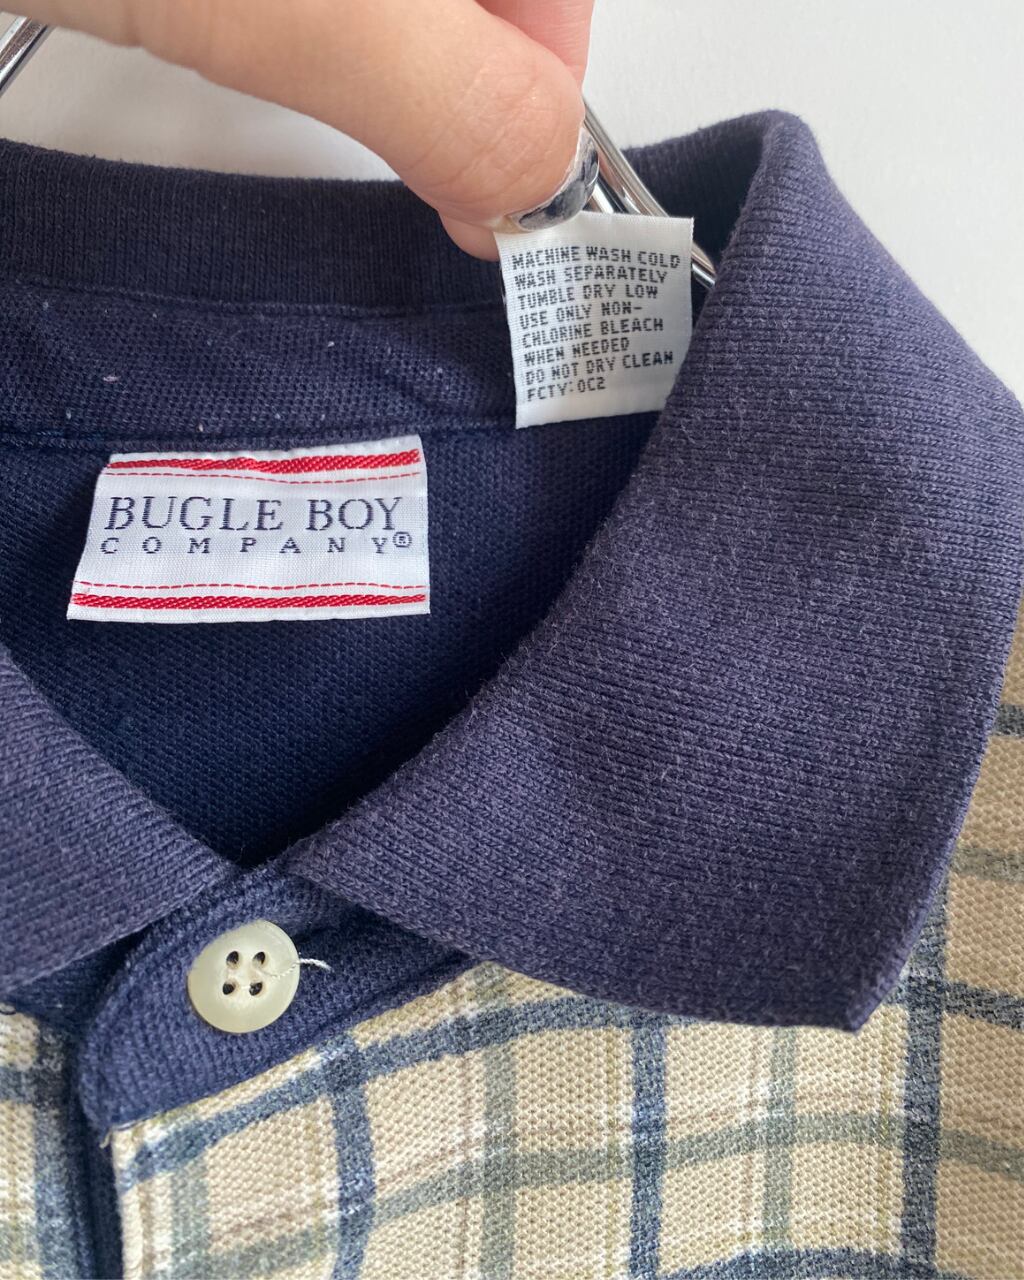 MACHINE WASH COLD
WASH SEPARATELY
TUMBLE DRY LOW
USE ONLY NON-
CHLORINE BLEACH
WHEN NEEDED
DO NOT DRY CLEAN
FCTY:OC2
BUGLE BOY
COMPANY®